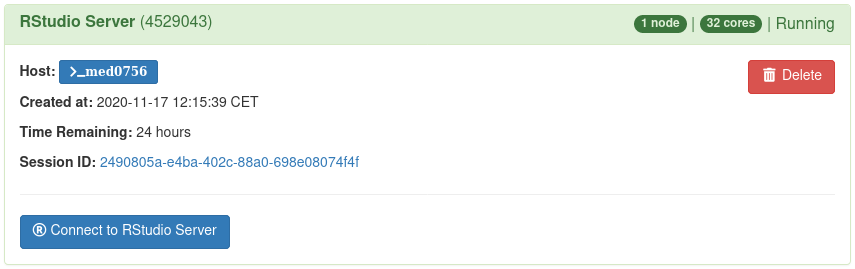 RStudio Server (4529043) 1 node | 32 cores | Running
Host: >_med0756 Delete
Created at: 2020-11-17 12:15:39 CET
Time Remaining: 24 hours
Session ID: 2490805a-e4ba-402c-88a0-698e08074f4f
® Connect to RStudio Server